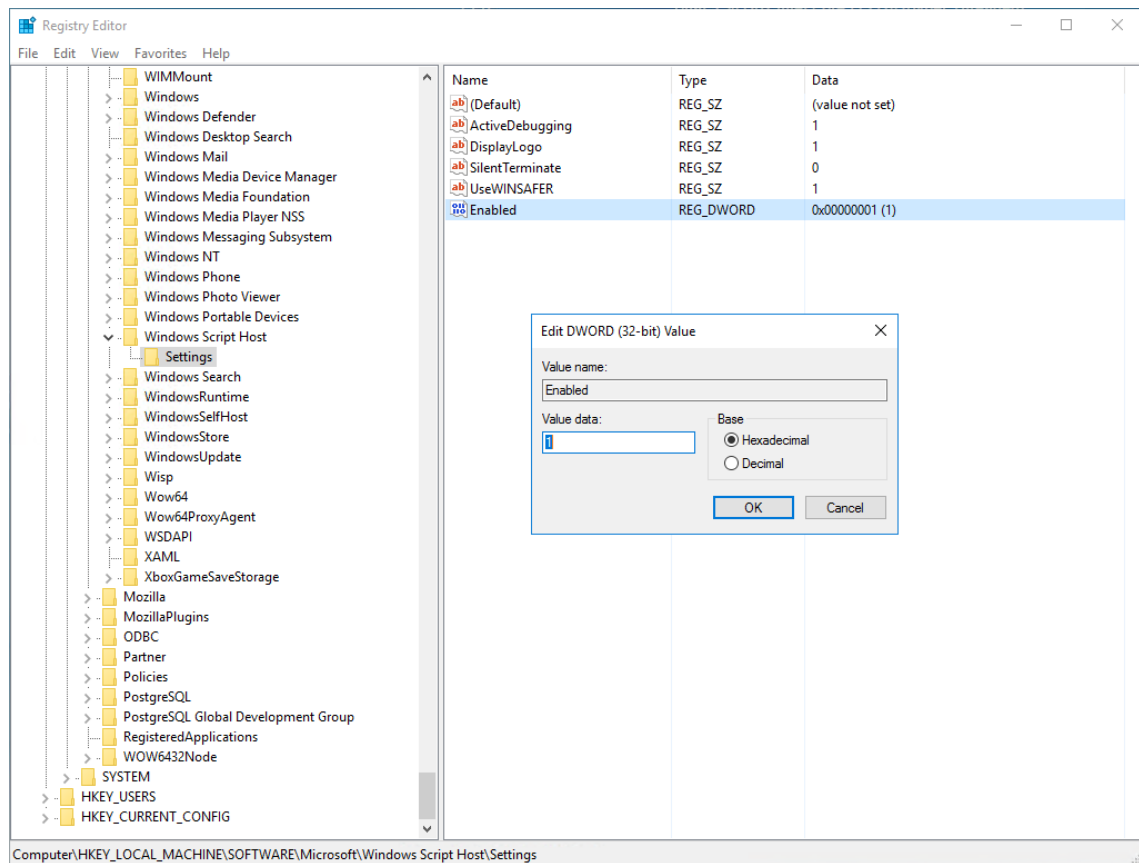 Registry Editor
File Edit View Favorites Help
WIMMount
Windows
Windows Defender
Windows Desktop Search
Windows Mail
Windows Media Device Manager
Windows Media Foundation
Windows Media Player NSS
Windows Messaging Subsystem
Windows NT
Windows Phone
Windows Photo Viewer
Windows Portable Devices
Windows Script Host
Settings
Windows Search
WindowsRuntime
WindowsSelfHost
WindowsStore
WindowsUpdate
Wisp
Wow64
Wow64ProxyAgent
WSDAPI
XAML
XboxGameSaveStorage
Mozilla
MozillaPlugins
ODBC
Partner
Policies
PostgreSQL
PostgreSQL Global Development Group
RegisteredApplications
WOW6432Node
SYSTEM
HKEY_USERS
HKEY_CURRENT_CONFIG
Name Type Data
(Default) REG_SZ (value not set)
ActiveDebugging REG_SZ 1
DisplayLogo REG_SZ 1
SilentTerminate REG_SZ 0
UseWINSAFER REG_SZ 1
Enabled REG_DWORD 0x00000001 (1)
Edit DWORD (32-bit) Value
Value name:
Enabled
Value data:
1
Base
Hexadecimal
Decimal
OK Cancel
Computer\HKEY_LOCAL_MACHINE\SOFTWARE\Microsoft\Windows Script Host\Settings